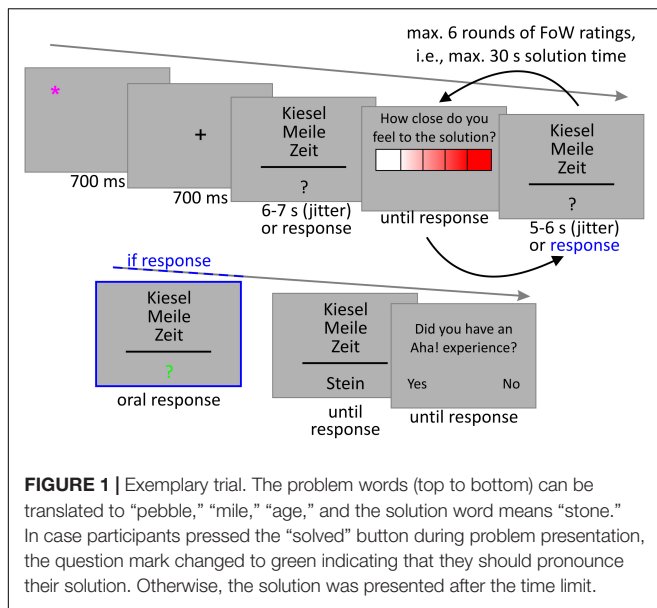 max. 6 rounds of FoW ratings,
i.e., max. 30 s solution time
*
700 ms
+
700 ms
Kiesel
Meile
Zeit
?
6-7 s (jitter)
or response
How close do you
feel to the solution?
until response
Kiesel
Meile
Zeit
?
5-6 s (jitter)
or response
if response
Kiesel
Meile
Zeit
?
oral response
Kiesel
Meile
Zeit
Stein
until
response
Did you have an
Aha! experience?
Yes No
until response
FIGURE 1 | Exemplary trial. The problem words (top to bottom) can be
translated to “pebble,” “mile,” “age,” and the solution word means “stone.”
In case participants pressed the “solved” button during problem presentation,
the question mark changed to green indicating that they should pronounce
their solution. Otherwise, the solution was presented after the time limit.